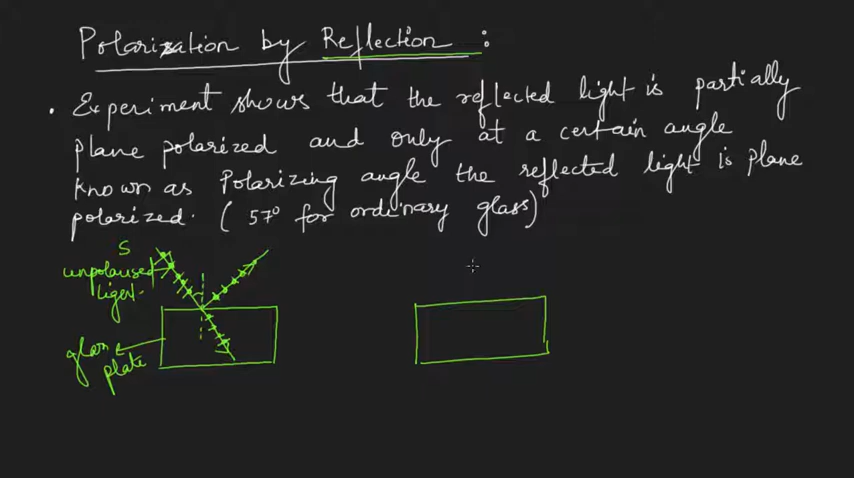 Polarization by Reflection :
• Experiment shows that the reflected light is partially
plane polarized and only at a certain angle
known as Polarizing angle the reflected light is plane
polarized. (57° for ordinary glass)
S
unpolarised
light.
glass
plate